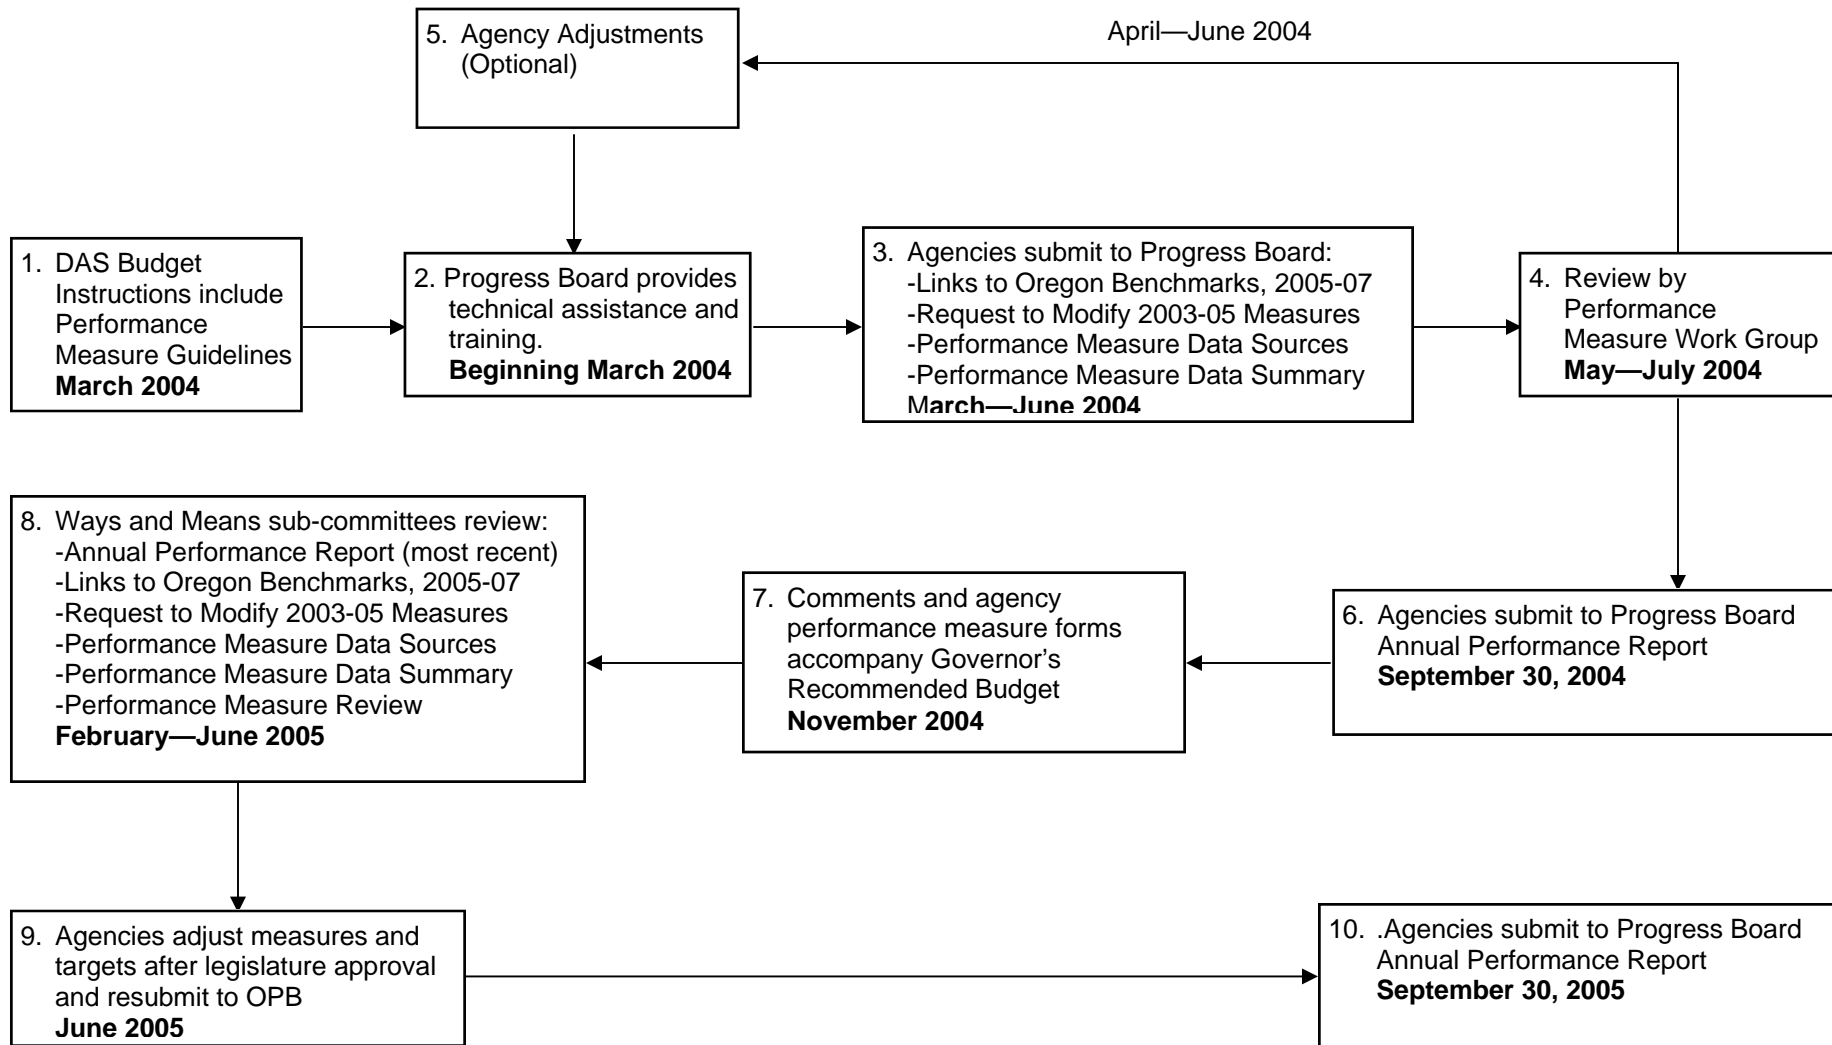 5. Agency Adjustments
(Optional)
April—June 2004
1. DAS Budget
Instructions include
Performance
Measure Guidelines
March 2004
2. Progress Board provides
technical assistance and
training.
Beginning March 2004
3. Agencies submit to Progress Board:
-Links to Oregon Benchmarks, 2005-07
-Request to Modify 2003-05 Measures
-Performance Measure Data Sources
-Performance Measure Data Summary
March—June 2004
4. Review by
Performance
Measure Work Group
May—July 2004
8. Ways and Means sub-committees review:
-Annual Performance Report (most recent)
-Links to Oregon Benchmarks, 2005-07
-Request to Modify 2003-05 Measures
-Performance Measure Data Sources
-Performance Measure Data Summary
-Performance Measure Review
February—June 2005
7. Comments and agency
performance measure forms
accompany Governor's
Recommended Budget
November 2004
6. Agencies submit to Progress Board
Annual Performance Report
September 30, 2004
9. Agencies adjust measures and
targets after legislature approval
and resubmit to OPB
June 2005
10. .Agencies submit to Progress Board
Annual Performance Report
September 30, 2005